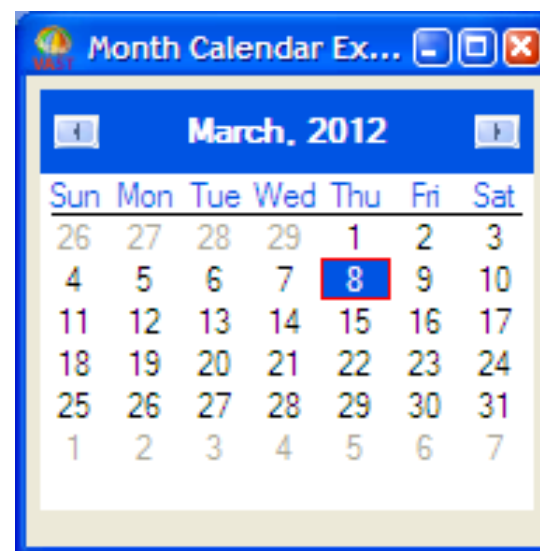 VAST Month Calendar Ex...
March, 2012
Sun Mon Tue Wed Thu Fri Sat
26 27 28 29 1 2 3
4 5 6 7 8 9 10
11 12 13 14 15 16 17
18 19 20 21 22 23 24
25 26 27 28 29 30 31
1 2 3 4 5 6 7